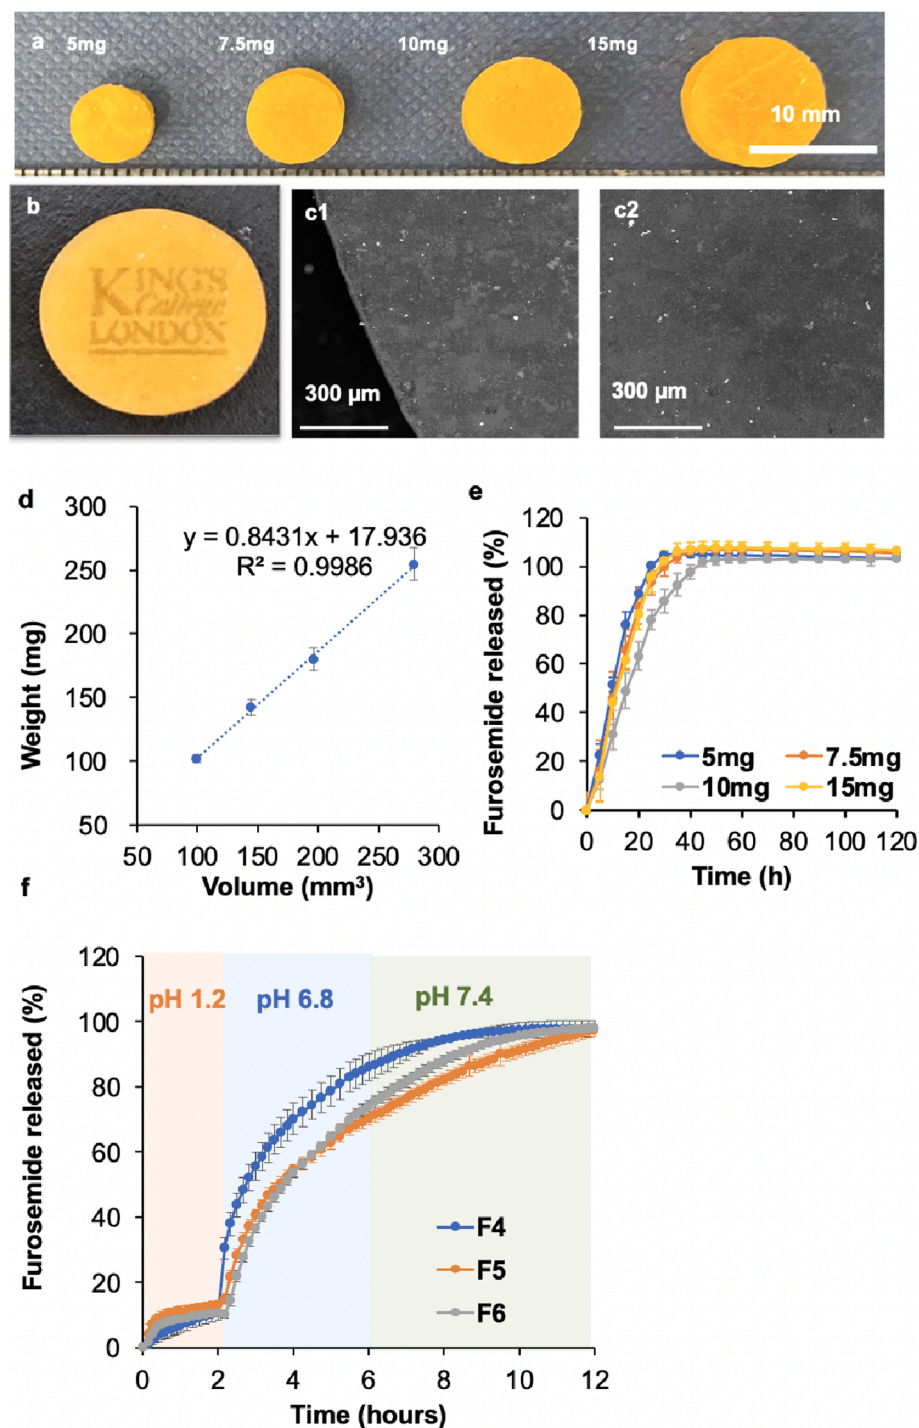 a 5mg 7.5mg 10mg 15mg
10 mm
b
KING'S
College
LONDON
c1
300 µm
c2
300 µm
d
300
250
200
150
100
50
50 100 150 200 250 300
Weight (mg)
Volume (mm³)
y = 0.8431x + 17.936
R² = 0.9986
e
120
100
80
60
40
20
0
0 20 40 60 80 100 120
Furosemide released (%)
Time (h)
5mg 7.5mg
10mg 15mg
f
120
100
80
60
40
20
0
0 2 4 6 8 10 12
Furosemide released (%)
Time (hours)
pH 1.2 pH 6.8 pH 7.4
F4
F5
F6